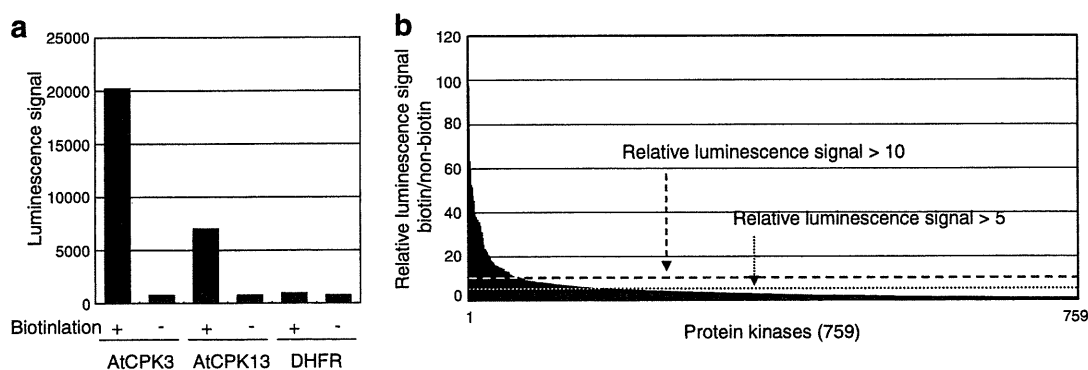 a
25000
20000
15000
10000
5000
0
Luminescence signal
Biotinlation + - + - + -
AtCPK3 AtCPK13 DHFR
b
120
100
80
60
40
20
0
Relative luminescence signal
biotin/non-biotin
Relative luminescence signal > 10
Relative luminescence signal > 5
1 759
Protein kinases (759)